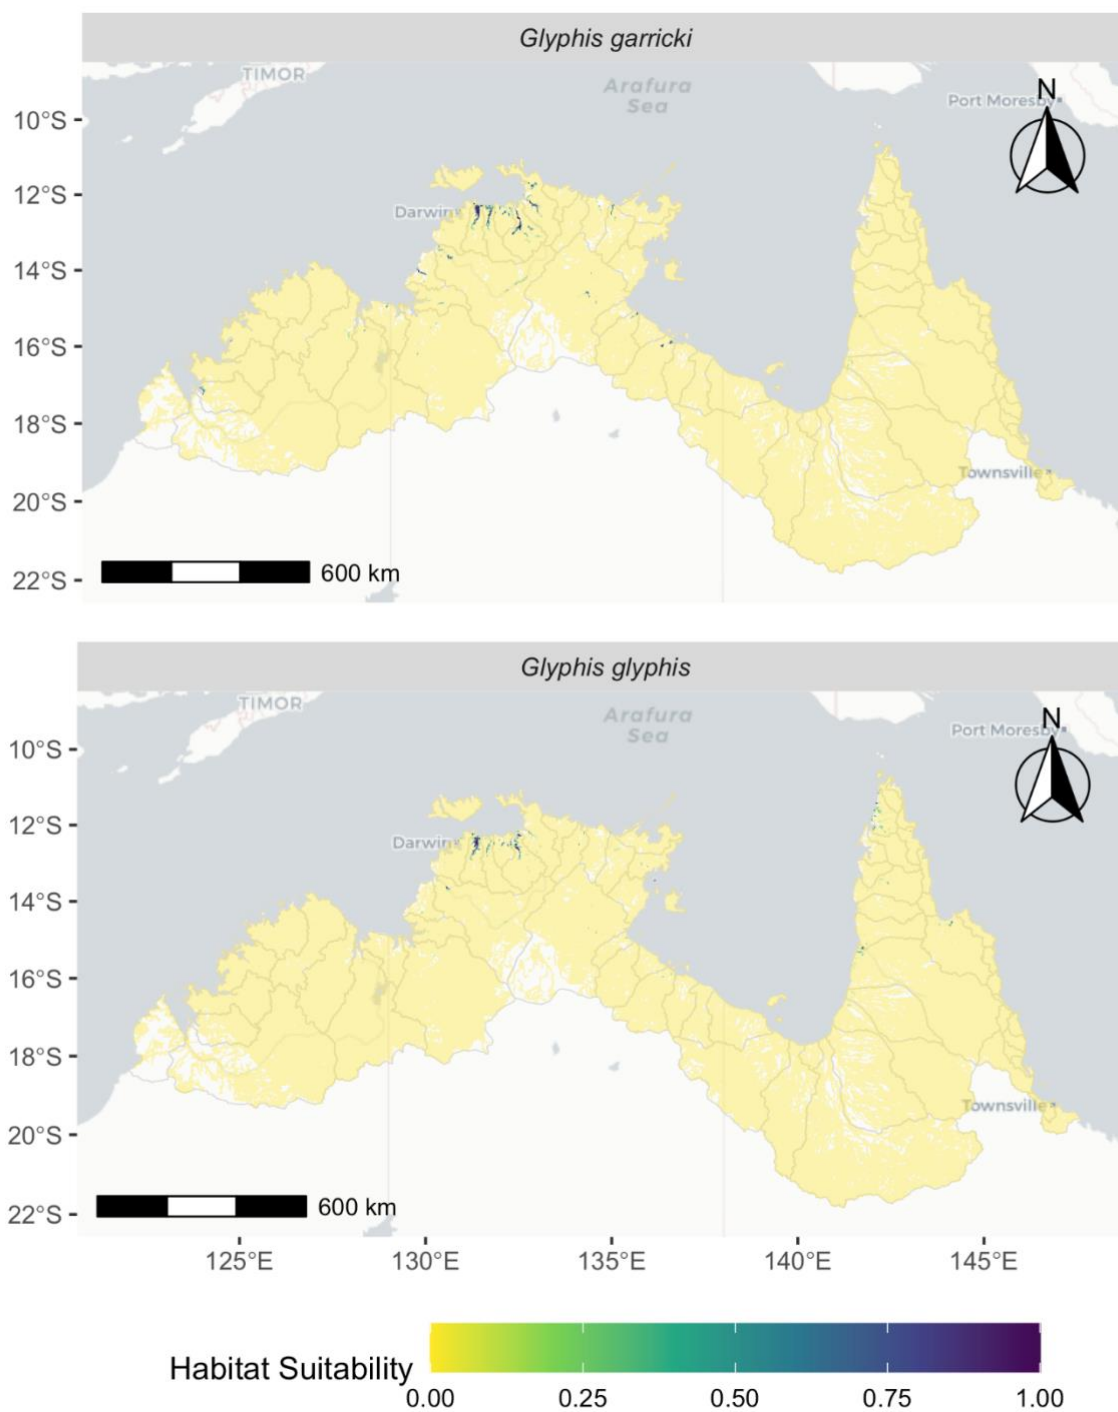 Glyphis garricki
TIMOR
Arafura
Sea
Port Moresby
N
10°S
12°S
Darwin
14°S
16°S
18°S
Townsville
20°S
600 km
22°S
Glyphis glyphis
TIMOR
Arafura
Sea
Port Moresby
N
10°S
12°S
Darwin
14°S
16°S
18°S
Townsville
20°S
600 km
22°S
125°E 130°E 135°E 140°E 145°E
Habitat Suitability
0.00 0.25 0.50 0.75 1.00